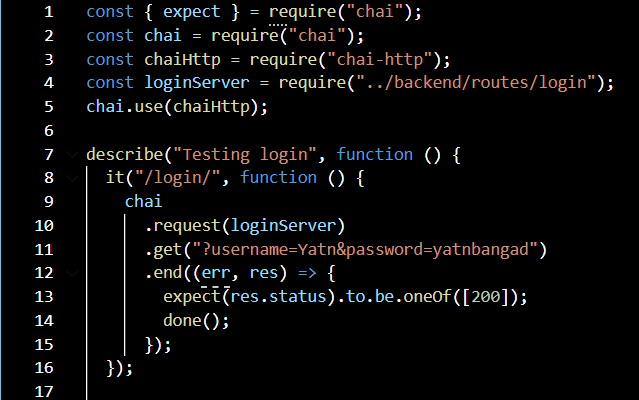 1 const { expect } = require("chai");
2 const chai = require("chai");
3 const chaiHttp = require("chai-http");
4 const loginServer = require("../backend/routes/login");
5 chai.use(chaiHttp);
6
7 describe("Testing login", function () {
8 it("/login/", function () {
9 chai
10 .request(loginServer)
11 .get("?username=Yatn&password=yatnbangad")
12 .end((err, res) => {
13 expect(res.status).to.be.oneOf([200]);
14 done();
15 });
16 });
17